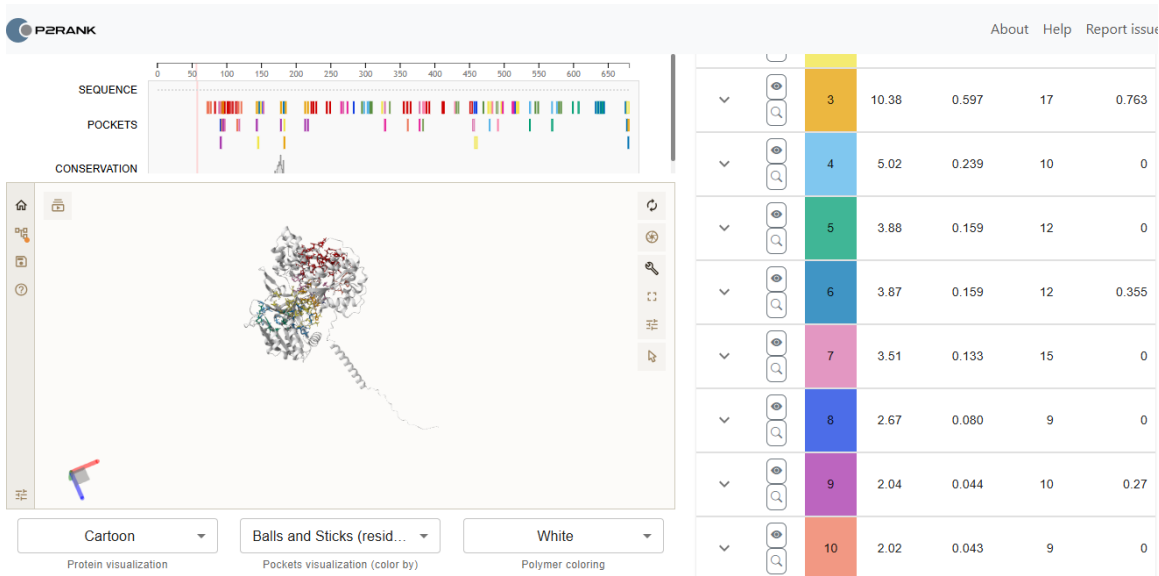 P2RANK
About Help Report issue
0 50 100 150 200 250 300 350 400 450 500 550 600 650
SEQUENCE
POCKETS
CONSERVATION
3 10.38 0.597 17 0.763
4 5.02 0.239 10 0
5 3.88 0.159 12 0
6 3.87 0.159 12 0.355
7 3.51 0.133 15 0
8 2.67 0.080 9 0
9 2.04 0.044 10 0.27
10 2.02 0.043 9 0
Cartoon
Protein visualization
Balls and Sticks (resid...
Pockets visualization (color by)
White
Polymer coloring